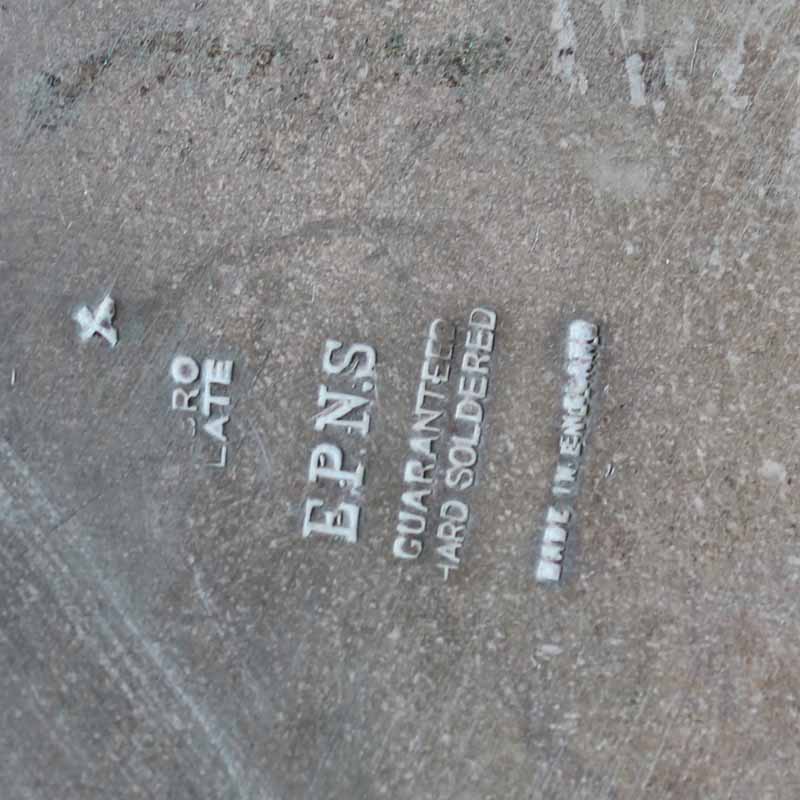 X
RO
LATE
E.P.N.S
GUARANTEED
HARD SOLDERED
MADE IN ENGLAND